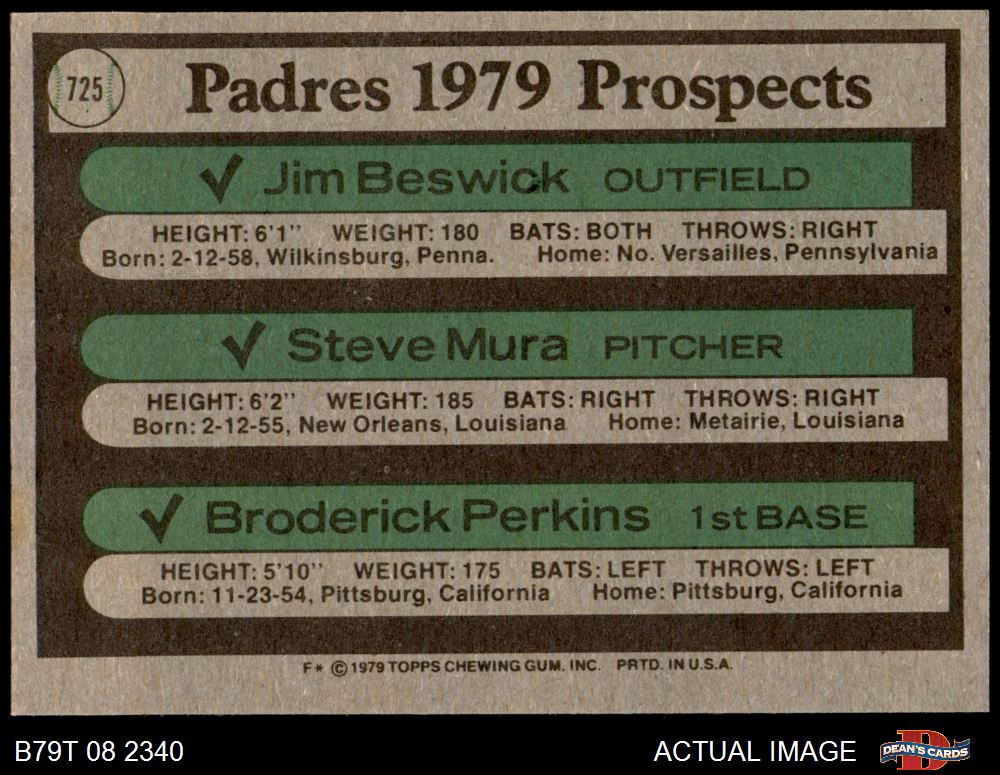 725
Padres 1979 Prospects
✓ Jim Beswick OUTFIELD
HEIGHT: 6'1" WEIGHT: 180 BATS: BOTH THROWS: RIGHT
Born: 2-12-58, Wilkinsburg, Penna. Home: No. Versailles, Pennsylvania
✓ Steve Mura PITCHER
HEIGHT: 6'2" WEIGHT: 185 BATS: RIGHT THROWS: RIGHT
Born: 2-12-55, New Orleans, Louisiana Home: Metairie, Louisiana
✓ Broderick Perkins 1st BASE
HEIGHT: 5'10" WEIGHT: 175 BATS: LEFT THROWS: LEFT
Born: 11-23-54, Pittsburg, California Home: Pittsburg, California
F* © 1979 TOPPS CHEWING GUM. INC. PRTD. IN U.S.A.
B79T 08 2340 ACTUAL IMAGE
D
DEAN'S CARDS